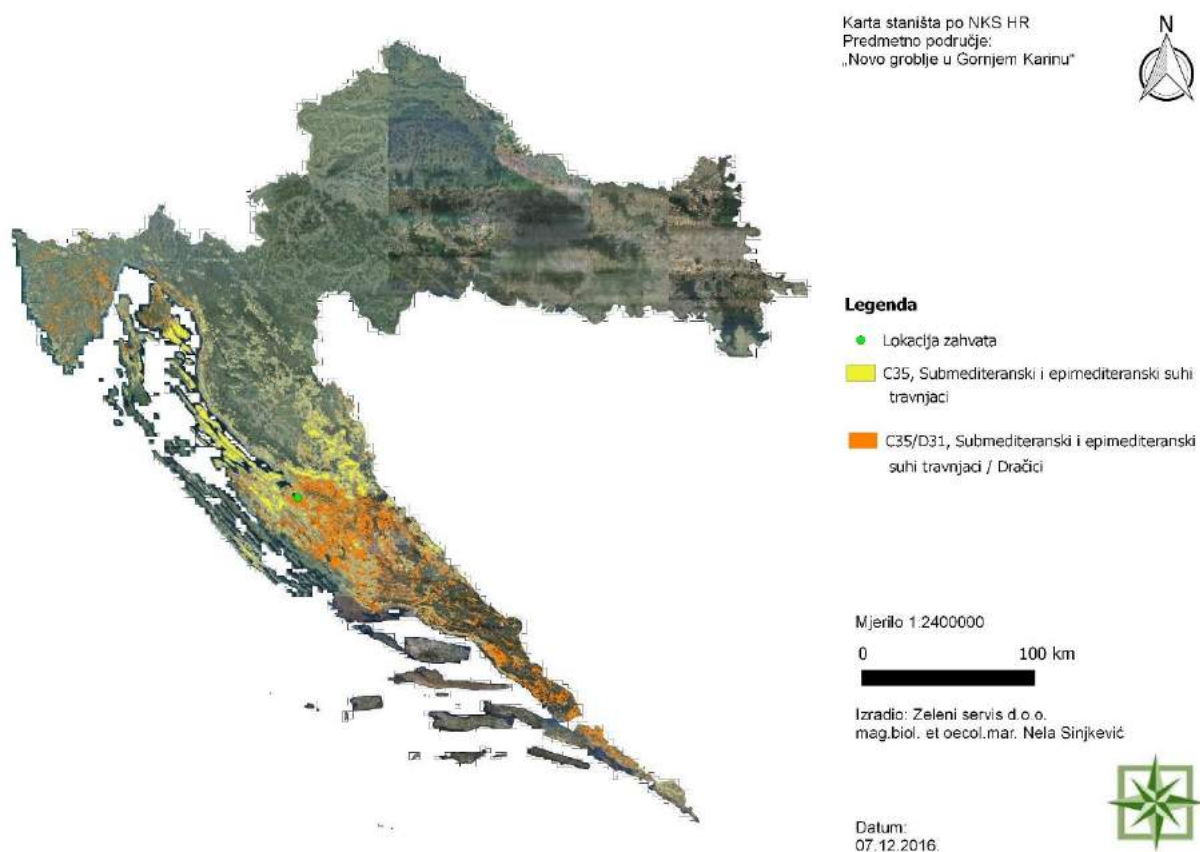 Karta staništa po NKS HR
Predmetno područje:
„Novo groblje u Gornjem Karinu"
N
Legenda
Lokacija zahvata
C35, Submediteranski i epimediteranski suhi
travnjaci
C35/D31, Submediteranski i epimediteranski
suhi travnjaci / Dračici
Mjerilo 1:2400000
0 100 km
Izradio: Zeleni servis d.o.o.
mag.biol. et oecol.mar. Nela Sinjkević
Datum:
07.12.2016.